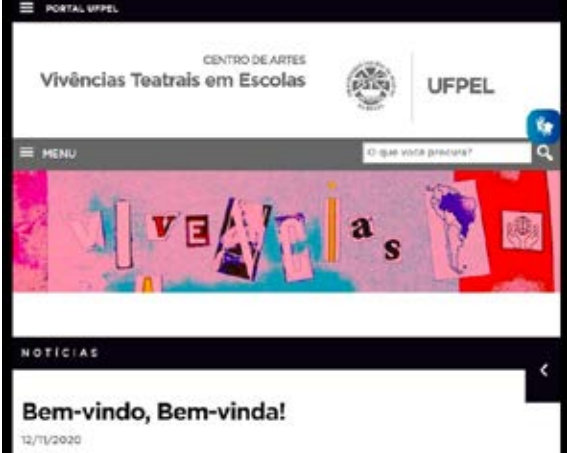 PORTAL UFPEL
CENTRO DE ARTES
Vivências Teatrais em Escolas
UFPEL
MENU
O que você procura?
VIVENCias
NOTÍCIAS
Bem-vindo, Bem-vinda!
12/11/2020